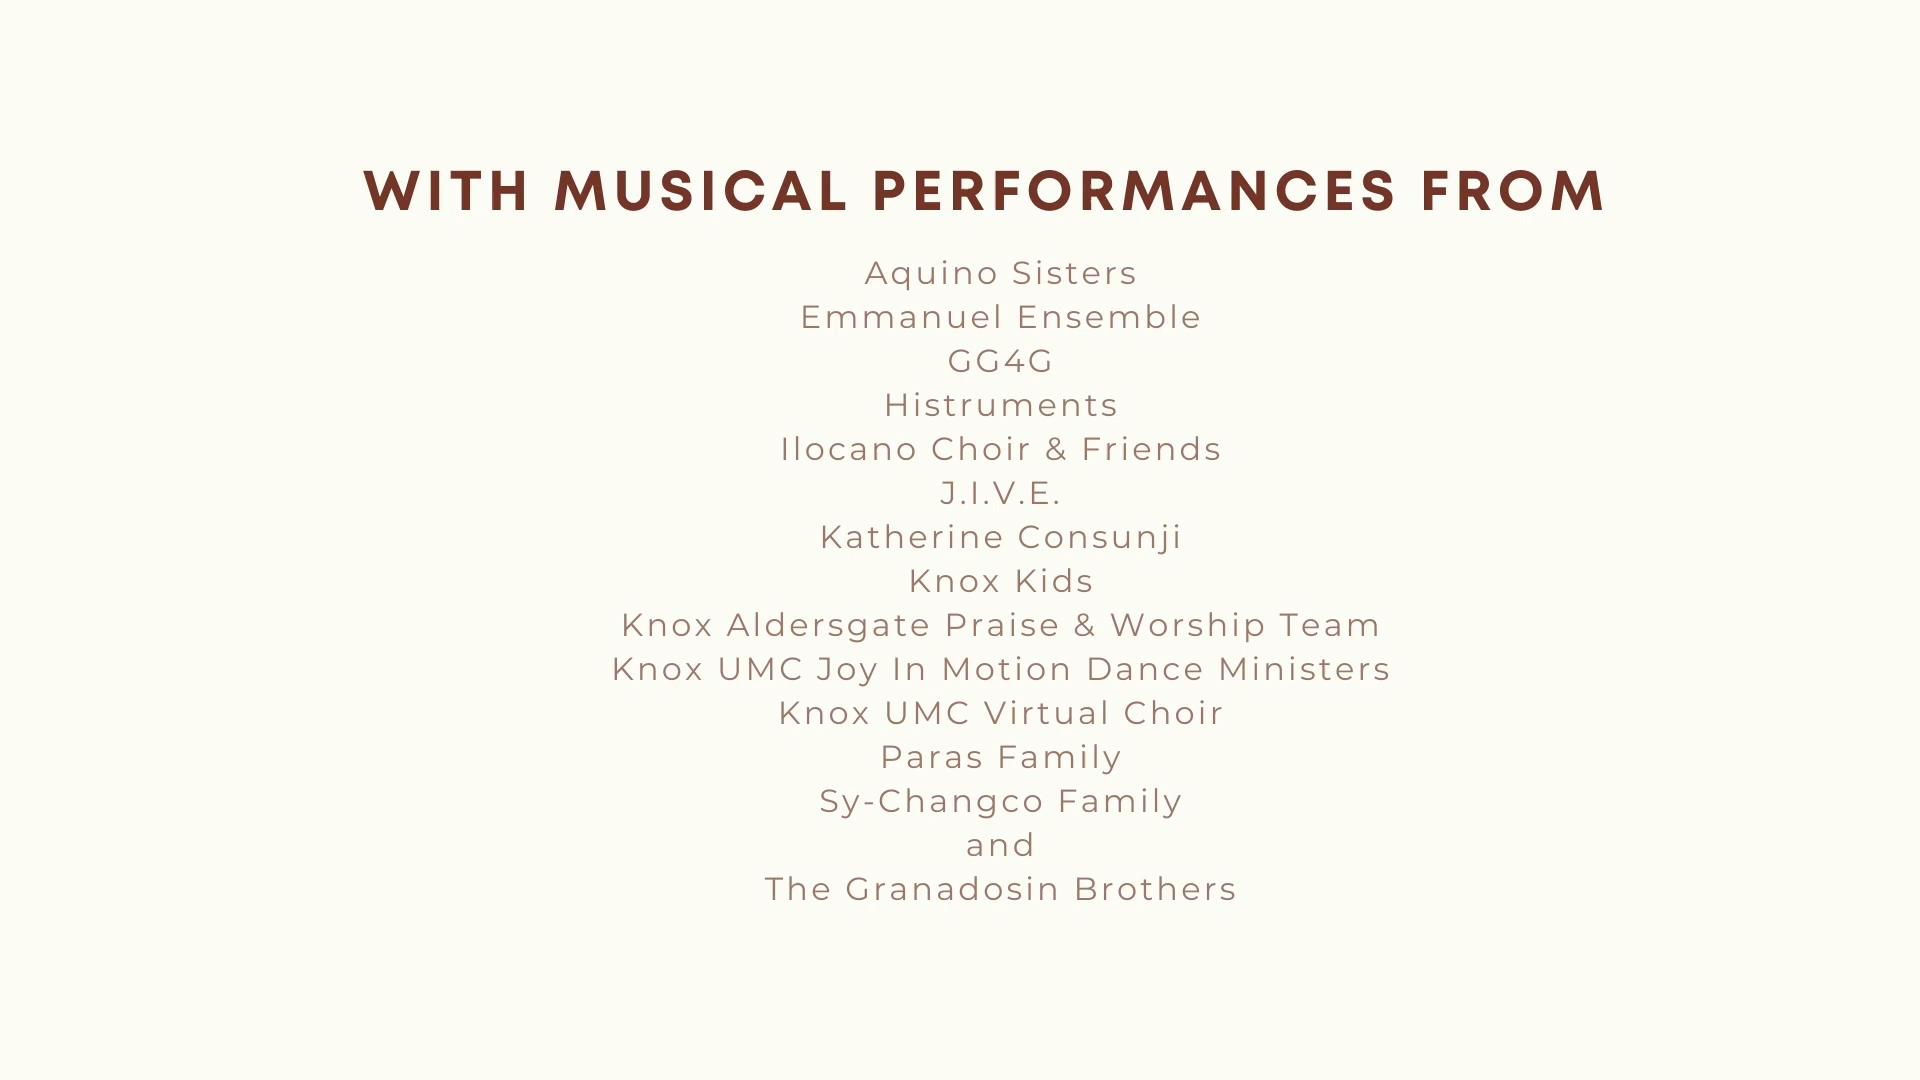 WITH MUSICAL PERFORMANCES FROM
Aquino Sisters
Emmanuel Ensemble
GG4G
Histruments
Ilocano Choir & Friends
J.I.V.E.
Katherine Consunji
Knox Kids
Knox Aldersgate Praise & Worship Team
Knox UMC Joy In Motion Dance Ministers
Knox UMC Virtual Choir
Paras Family
Sy-Changco Family
and
The Granadosin Brothers